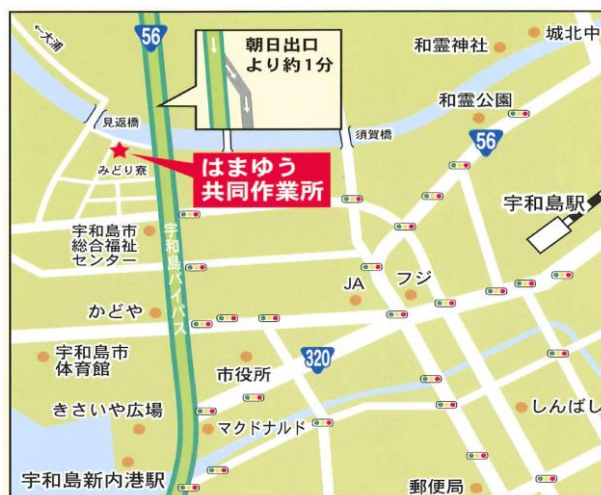 ←大浦
56
朝日出口
より約1分
和霊神社
城北中
見返橋
須賀橋
和霊公園
56
みどり寮
はまゆう
共同作業所
宇和島駅
宇和島市
総合福祉
センター
宇和島バイパス
JA
フジ
かどや
宇和島市
体育館
市役所
320
きさいや広場
マクドナルド
しんばし
宇和島新内港駅
郵便局